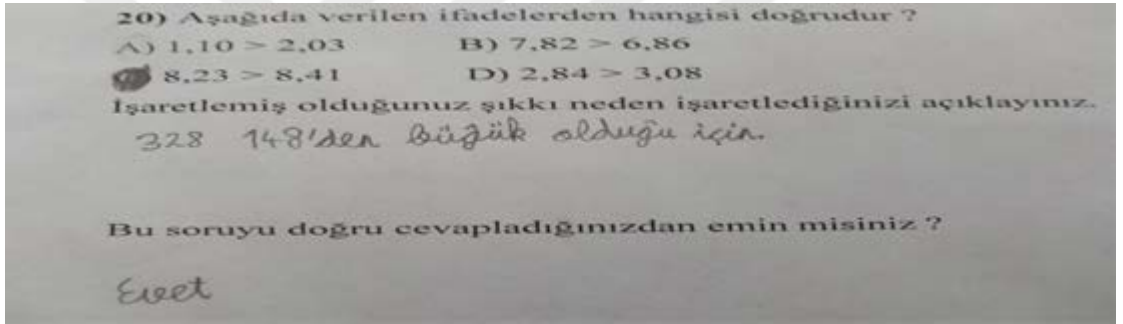 20) Aşağıda verilen ifadelerden hangisi doğrudur ?
A) 1,10 > 2,03 B) 7,82 > 6,86
8,23 > 8,41 D) 2,84 > 3,08
İşaretlemiş olduğunuz şıkkı neden işaretlediğinizi açıklayınız.
328 148'den büyük olduğu için.
Bu soruyu doğru cevapladığınızdan emin misiniz ?
Evet